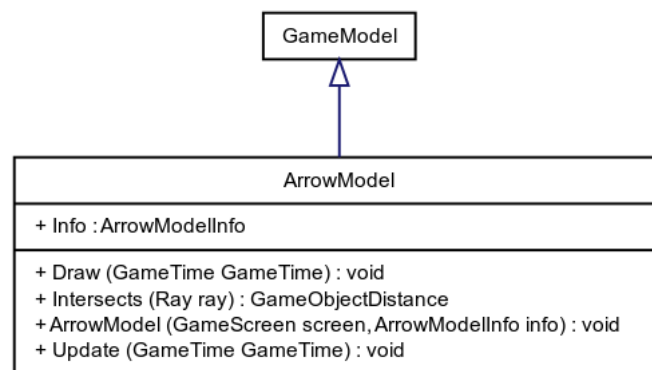 GameModel
ArrowModel
+ Info : ArrowModelInfo
+ Draw (GameTime GameTime) : void
+ Intersects (Ray ray) : GameObjectDistance
+ ArrowModel (GameScreen screen, ArrowModelInfo info) : void
+ Update (GameTime GameTime) : void